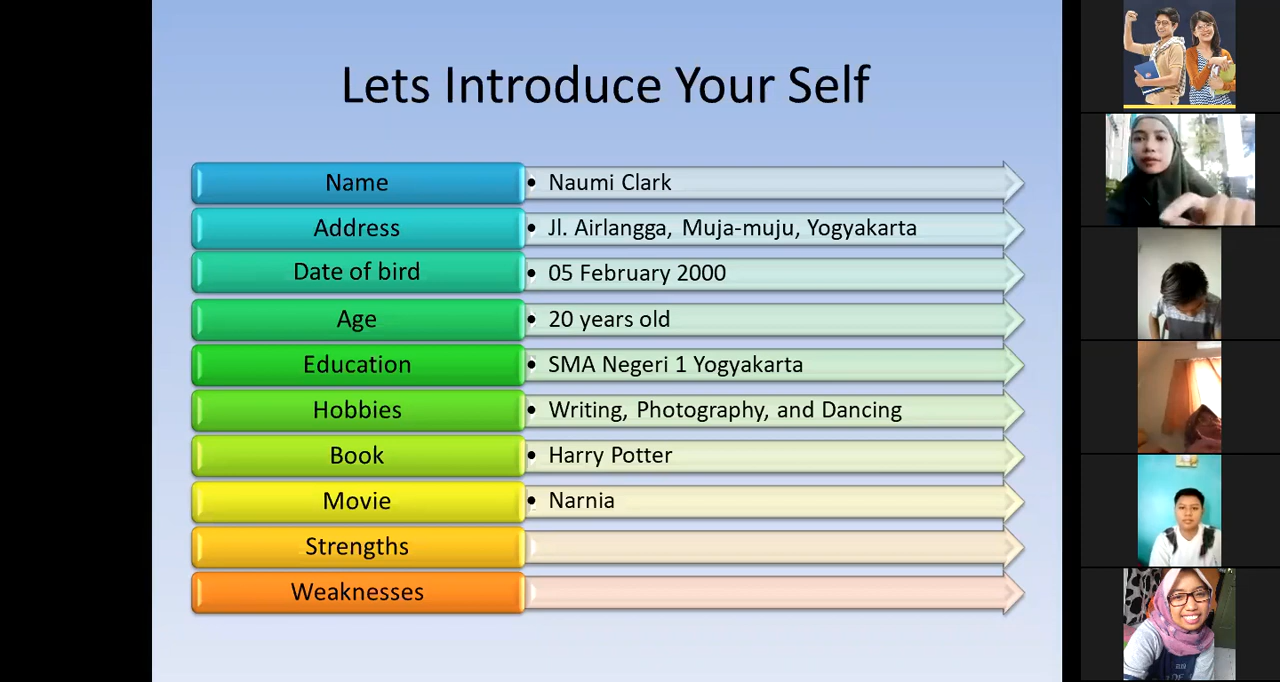 Lets Introduce Your Self
Name
• Naumi Clark
Address
• Jl. Airlangga, Muja-muju, Yogyakarta
Date of bird
• 05 February 2000
Age
• 20 years old
Education
• SMA Negeri 1 Yogyakarta
Hobbies
• Writing, Photography, and Dancing
Book
• Harry Potter
Movie
• Narnia
Strengths
Weaknesses